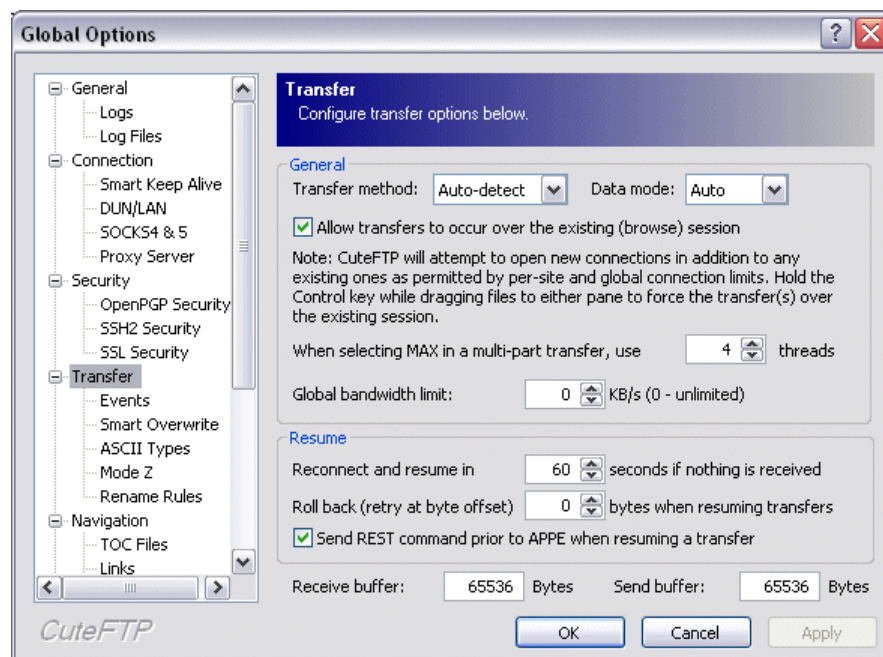 Global Options
General
Logs
Log Files
Connection
Smart Keep Alive
DUN/LAN
SOCKS4 & 5
Proxy Server
Security
OpenPGP Security
SSH2 Security
SSL Security
Transfer
Events
Smart Overwrite
ASCII Types
Mode Z
Rename Rules
Navigation
TOC Files
Links
CuteFTP
Transfer
Configure transfer options below.
General
Transfer method: Auto-detect Data mode: Auto
Allow transfers to occur over the existing (browse) session
Note: CuteFTP will attempt to open new connections in addition to any
existing ones as permitted by per-site and global connection limits. Hold the
Control key while dragging files to either pane to force the transfer(s) over
the existing session.
When selecting MAX in a multi-part transfer, use 4 threads
Global bandwidth limit: 0 KB/s (0 - unlimited)
Resume
Reconnect and resume in 60 seconds if nothing is received
Roll back (retry at byte offset) 0 bytes when resuming transfers
Send REST command prior to APPE when resuming a transfer
Receive buffer: 65536 Bytes Send buffer: 65536 Bytes
OK Cancel Apply